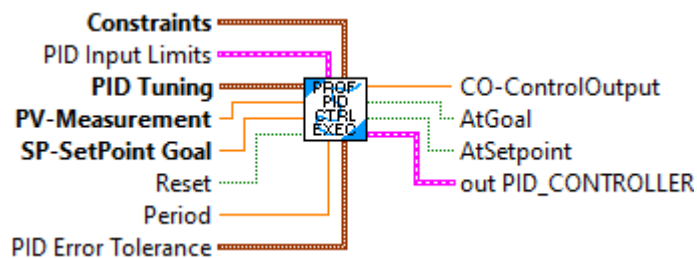 Constraints
PID Input Limits
PID Tuning
PV-Measurement
SP-SetPoint Goal
Reset
Period
PID Error Tolerance
PROF
PID
CTRL
EXEC
CO-ControlOutput
AtGoal
AtSetpoint
out PID_CONTROLLER